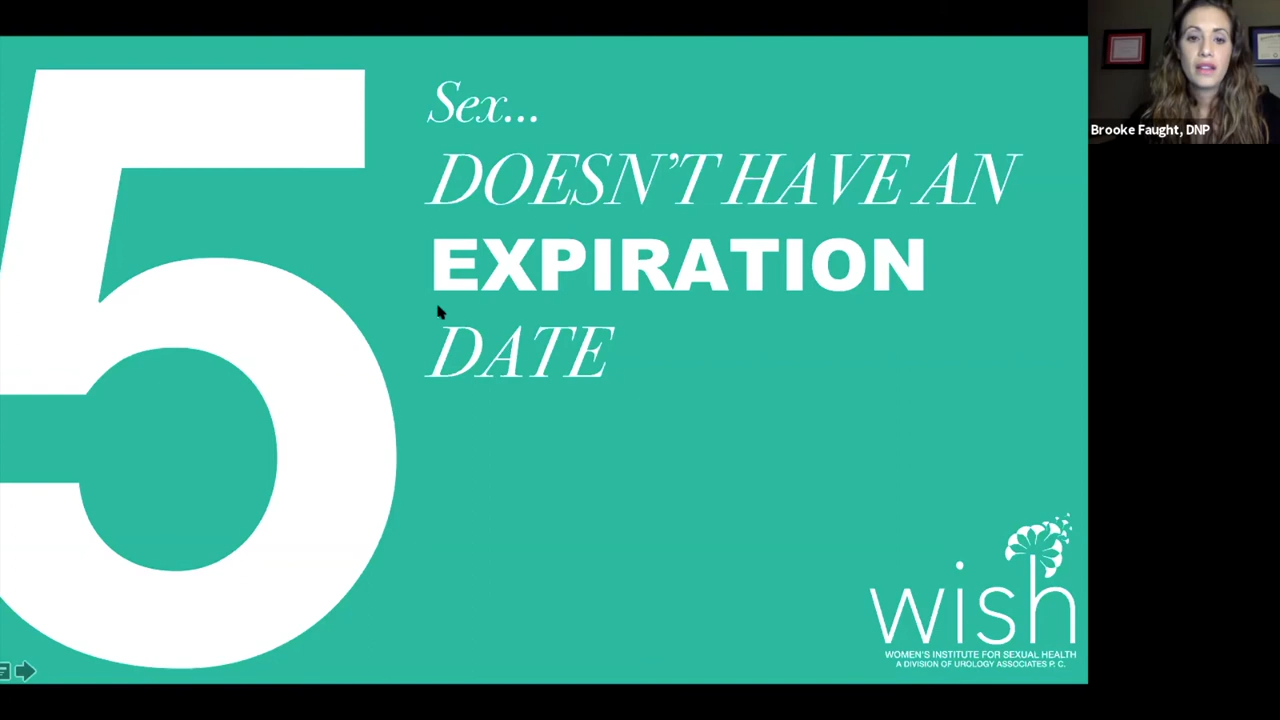 5
Sex...
DOESN'T HAVE AN
EXPIRATION
DATE
wish
WOMEN'S INSTITUTE FOR SEXUAL HEALTH
A DIVISION OF UROLOGY ASSOCIATES P. C.
Brooke Faught, DNP